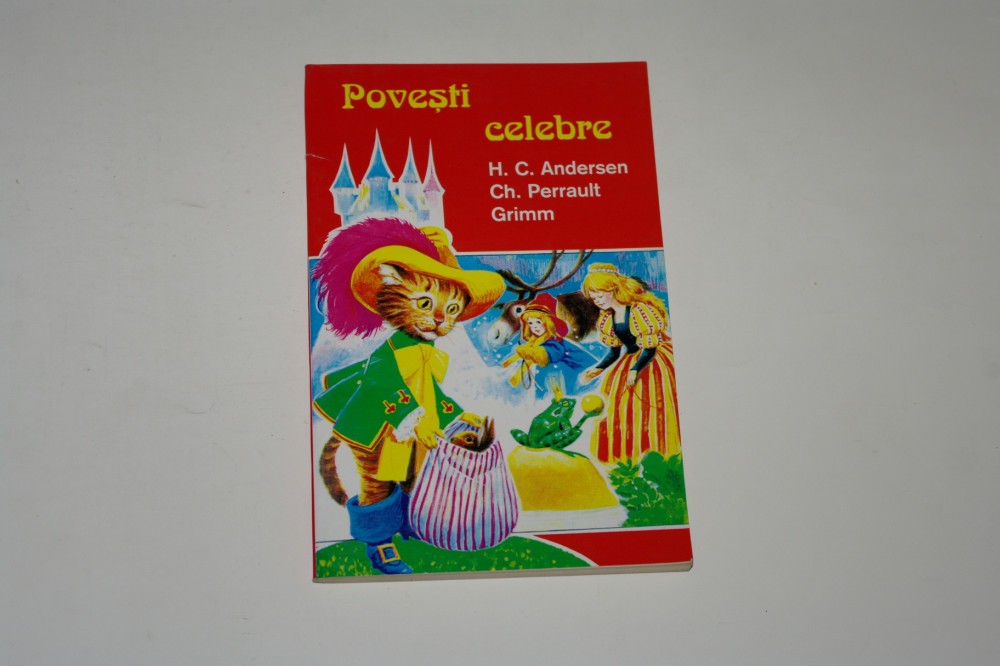 Povești
celebre
H. C. Andersen
Ch. Perrault
Grimm